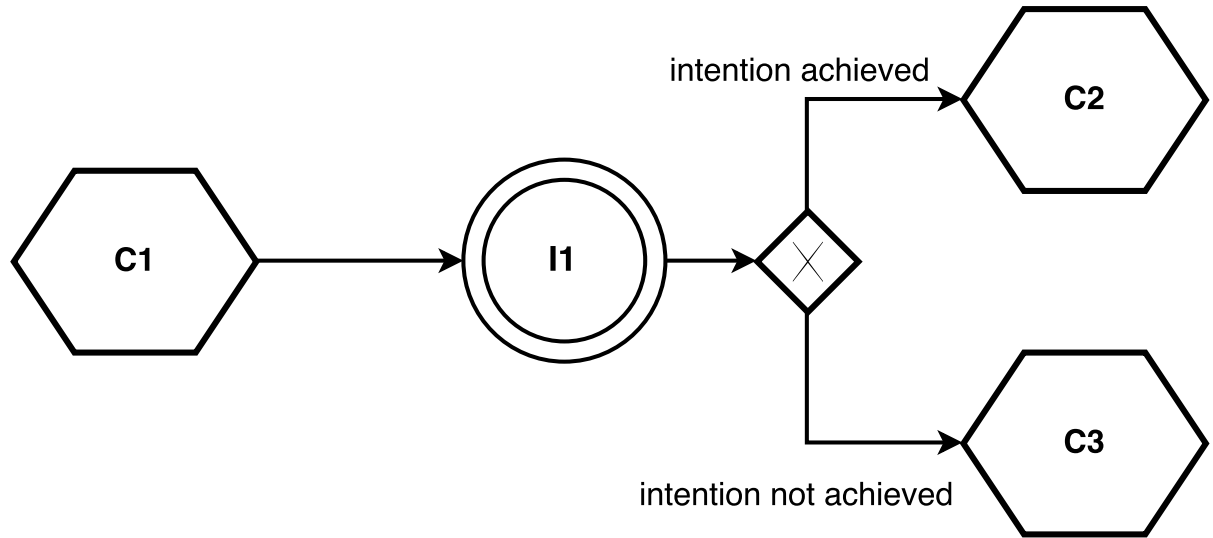 intention achieved
C2
C1
I1
C3
intention not achieved